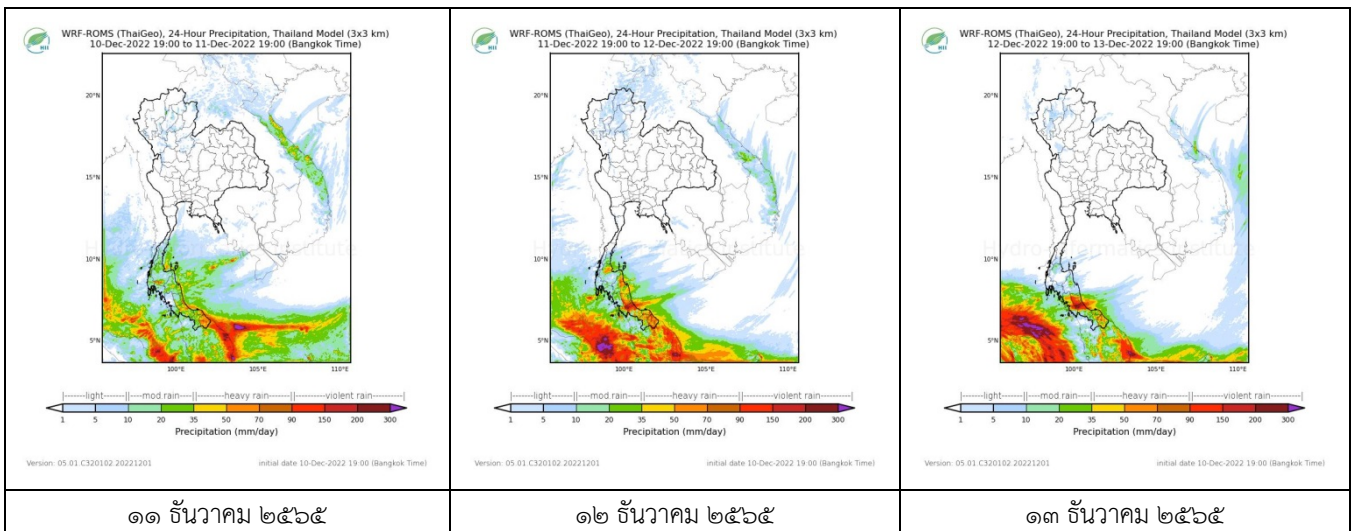 HII
WRF-ROMS (ThaiGeo), 24-Hour Precipitation, Thailand Model (3x3 km)
10-Dec-2022 19:00 to 11-Dec-2022 19:00 (Bangkok Time)
20°N
15°N
10°N
5°N
Hydro Informatics Institute
100°E 105°E 110°E
|------light------||---mod rain---||------heavy rain------||------violent rain------|
1 5 10 20 35 50 70 90 150 200 300
Precipitation (mm/day)
Version: 05.01.C320102.20221201 initial date 10-Dec-2022 19:00 (Bangkok Time)
๑๑ ธันวาคม ๒๕๖๕
HII
WRF-ROMS (ThaiGeo), 24-Hour Precipitation, Thailand Model (3x3 km)
11-Dec-2022 19:00 to 12-Dec-2022 19:00 (Bangkok Time)
20°N
15°N
10°N
5°N
Hydro Informatics Institute
100°E 105°E 110°E
|------light------||---mod rain---||------heavy rain------||------violent rain------|
1 5 10 20 35 50 70 90 150 200 300
Precipitation (mm/day)
Version: 05.01.C320102.20221201 initial date 10-Dec-2022 19:00 (Bangkok Time)
๑๒ ธันวาคม ๒๕๖๕
HII
WRF-ROMS (ThaiGeo), 24-Hour Precipitation, Thailand Model (3x3 km)
12-Dec-2022 19:00 to 13-Dec-2022 19:00 (Bangkok Time)
20°N
15°N
10°N
5°N
Hydro Informatics Institute
100°E 105°E 110°E
|------light------||---mod rain---||------heavy rain------||------violent rain------|
1 5 10 20 35 50 70 90 150 200 300
Precipitation (mm/day)
Version: 05.01.C320102.20221201 initial date 10-Dec-2022 19:00 (Bangkok Time)
๑๓ ธันวาคม ๒๕๖๕